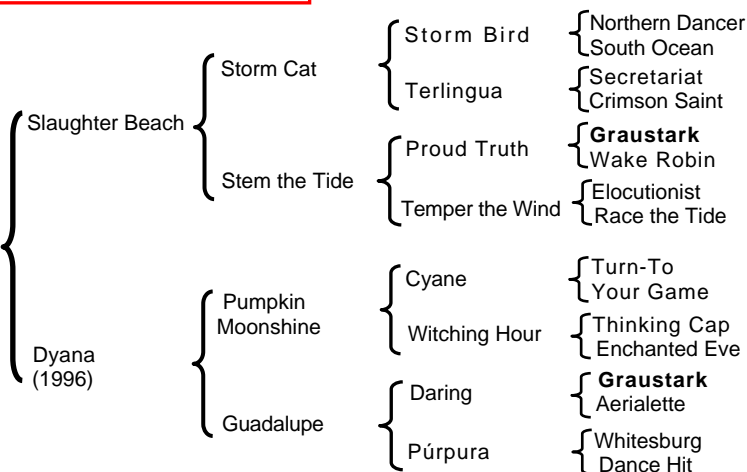 Slaughter Beach
Storm Cat
Storm Bird
Northern Dancer
South Ocean
Terlingua
Secretariat
Crimson Saint
Stem the Tide
Proud Truth
Graustark
Wake Robin
Temper the Wind
Elocutionist
Race the Tide
Dyana
(1996)
Pumpkin
Moonshine
Cyane
Turn-To
Your Game
Witching Hour
Thinking Cap
Enchanted Eve
Guadalupe
Daring
Graustark
Aerialette
Púrpura
Whitesburg
Dance Hit